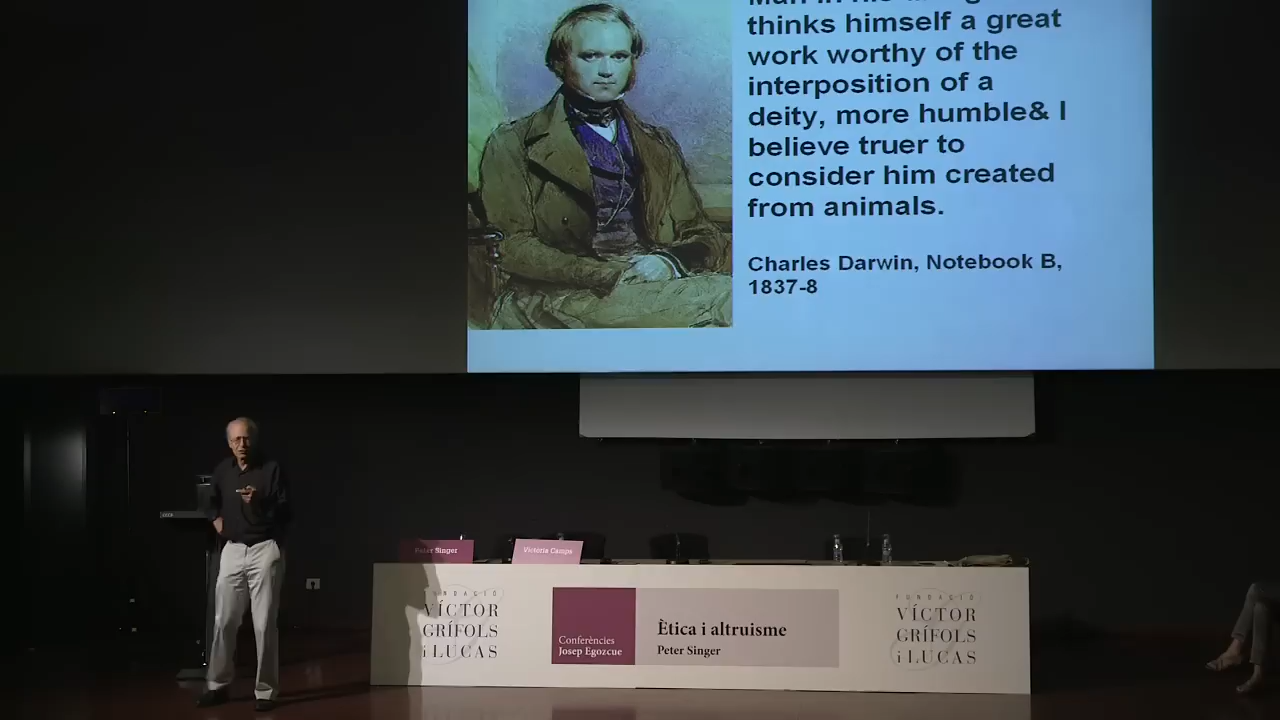 thinks himself a great
work worthy of the
interposition of a
deity, more humble& I
believe truer to
consider him created
from animals.
Charles Darwin, Notebook B,
1837-8
Peter Singer
Victoria Camps
FUNDACIÓ
VÍCTOR
GRÍFOLS
i LUCAS
Conferències
Josep Egozcue
Ètica i altruisme
Peter Singer
FUNDACIÓ
VÍCTOR
GRÍFOLS
i LUCAS